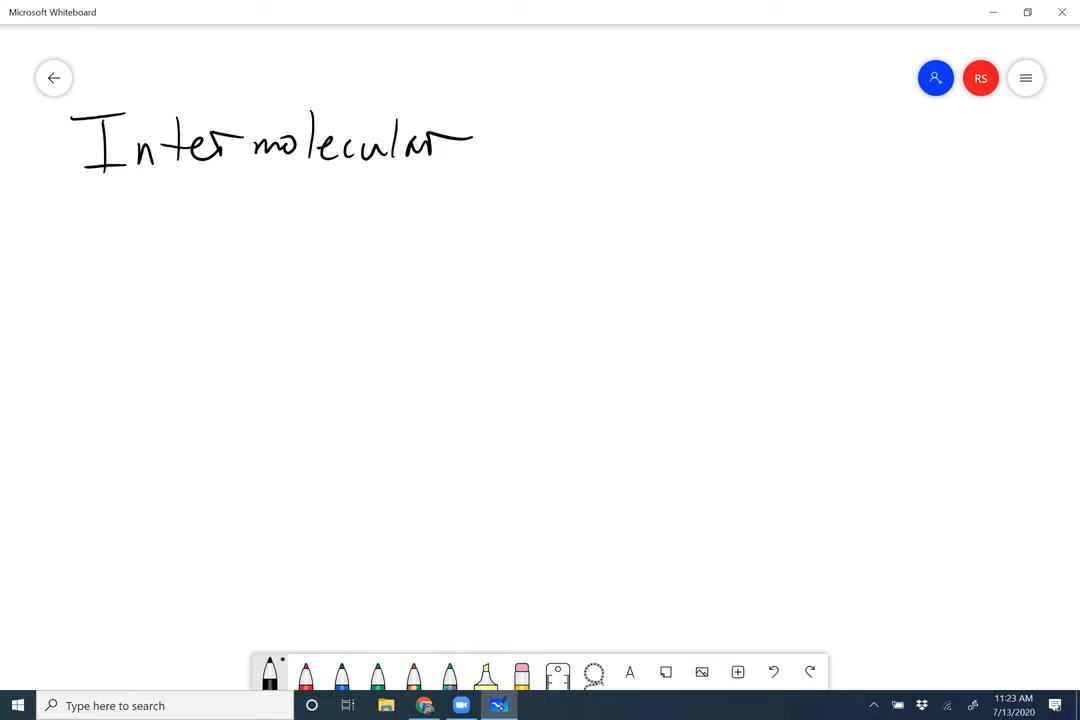 Microsoft Whiteboard
RS
Intermolecular
A
Type here to search
11:23 AM
7/13/2020